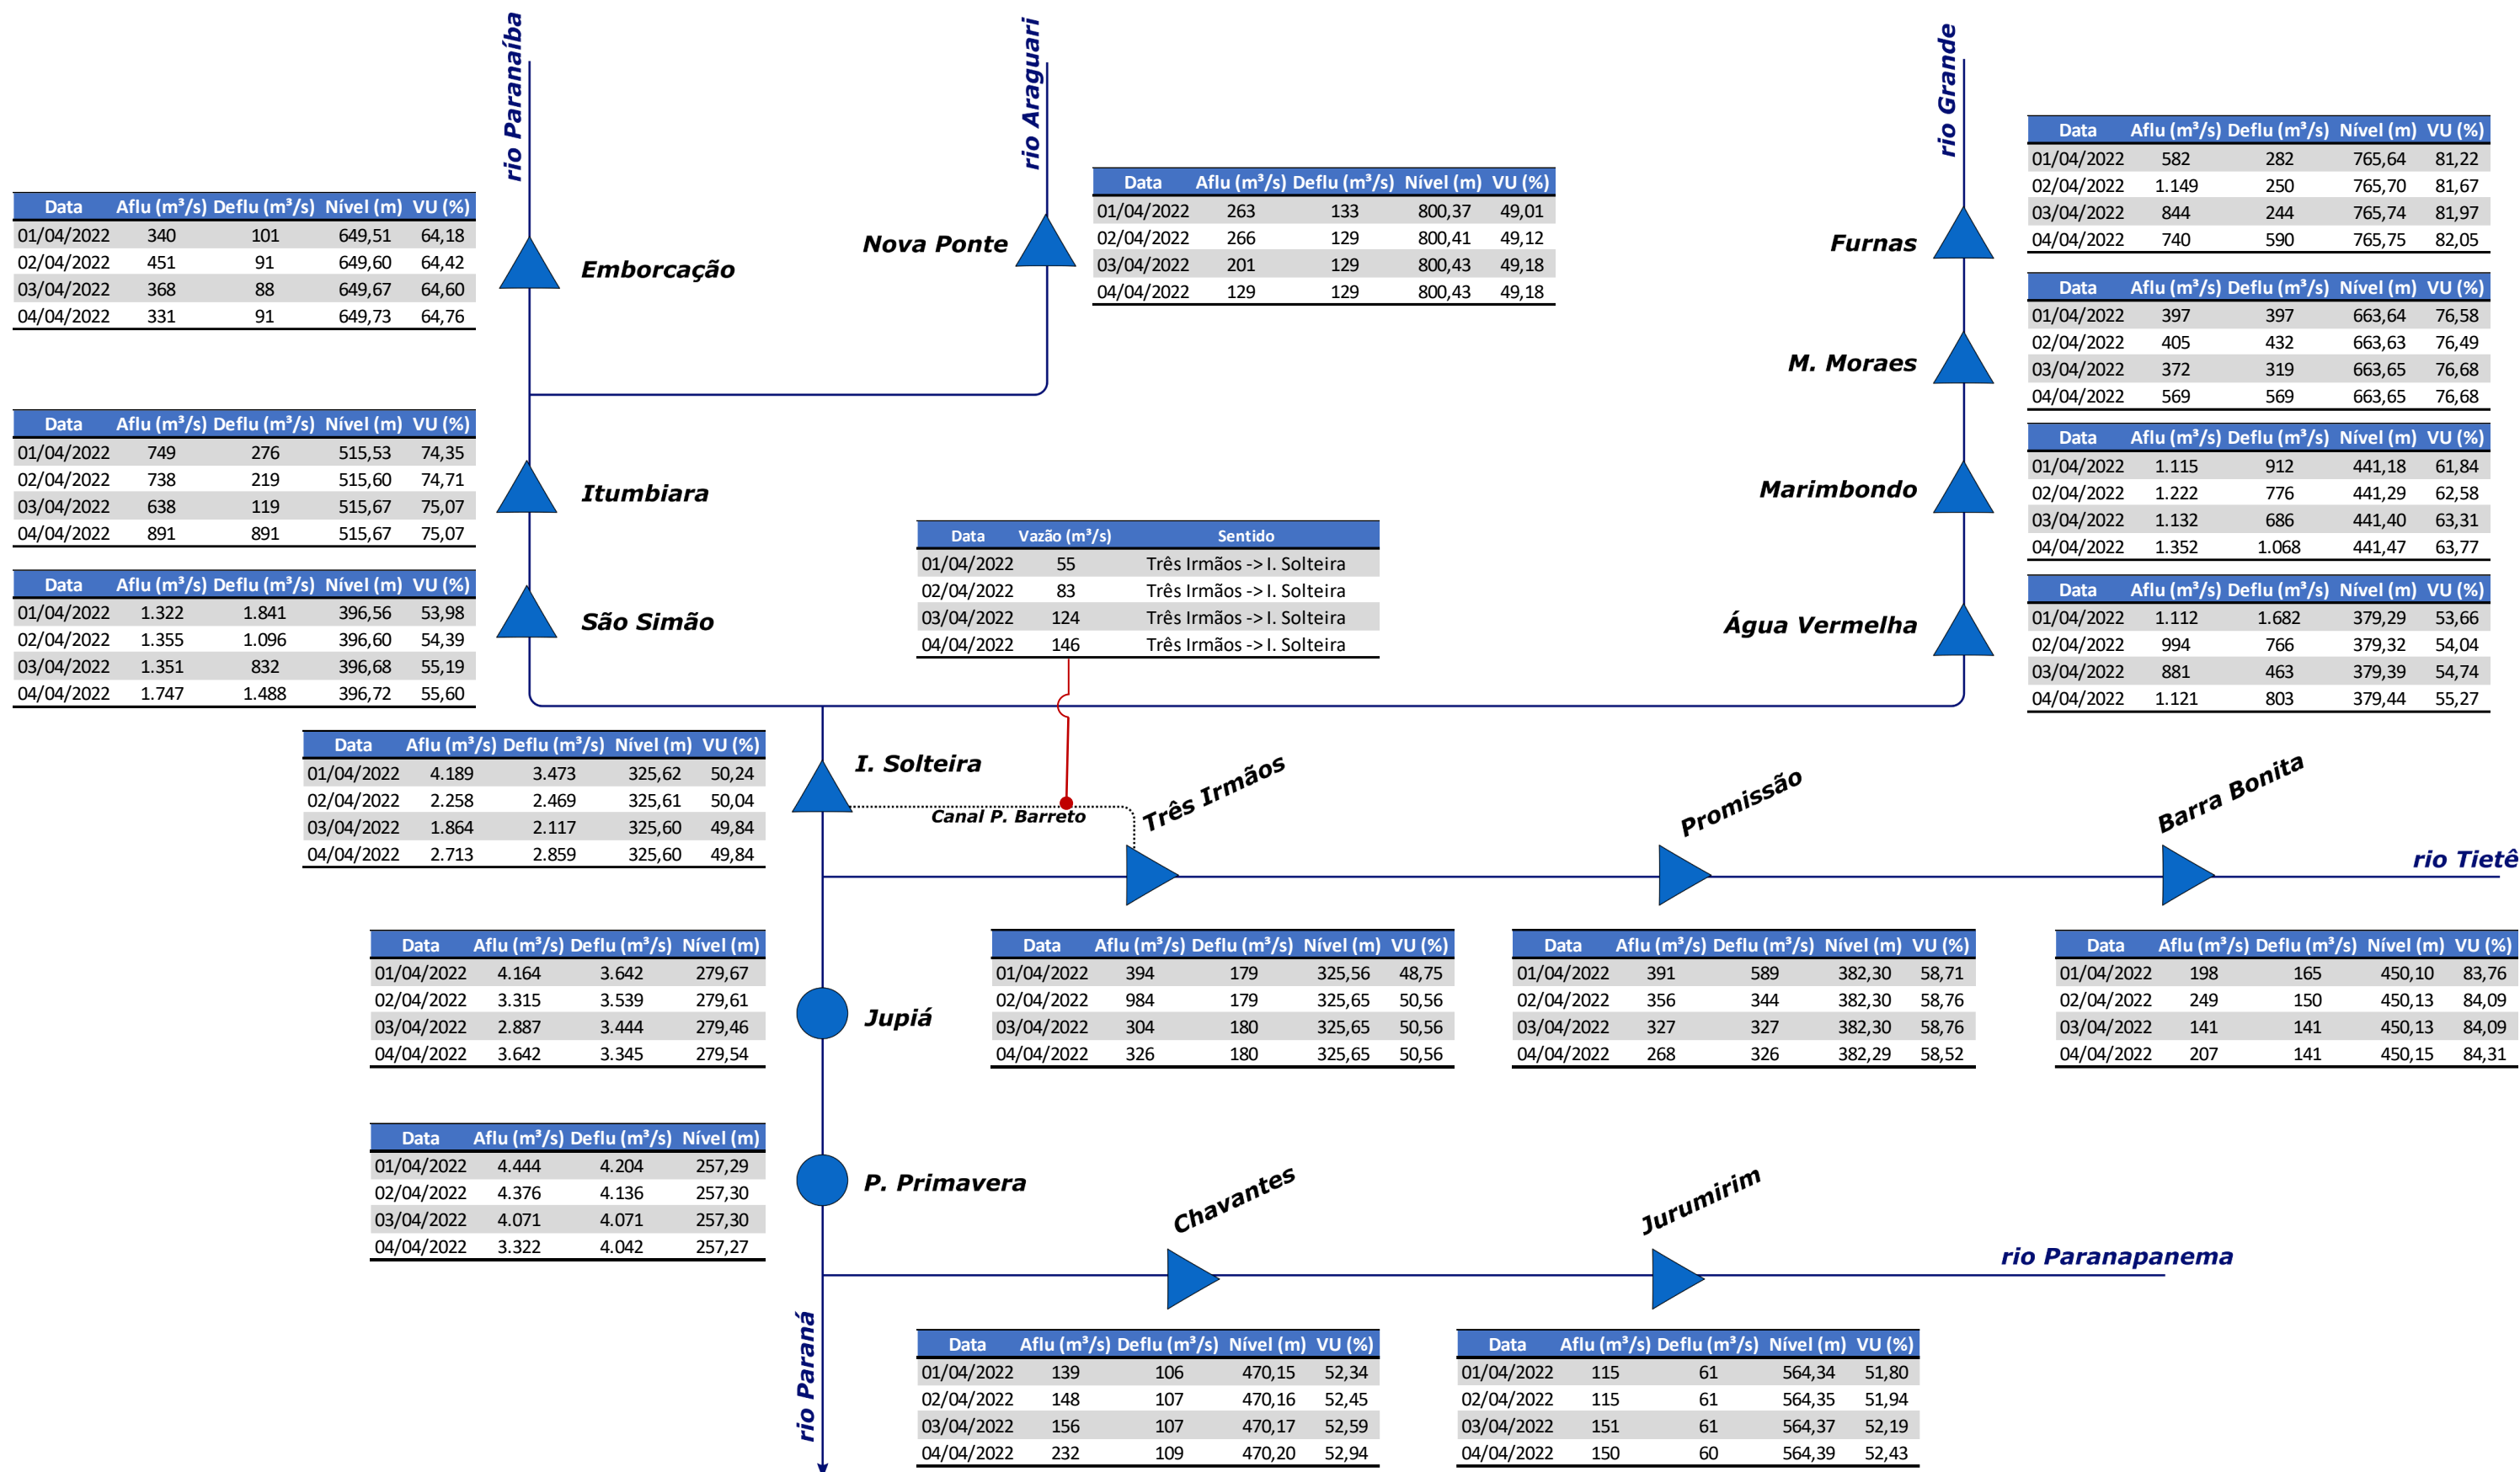 rio Paranaíba
rio Araguari
rio Grande
Data Aflu (m³/s) Deflu (m³/s) Nível (m) VU (%)
01/04/2022 340 101 649,51 64,18
02/04/2022 451 91 649,60 64,42
03/04/2022 368 88 649,67 64,60
04/04/2022 331 91 649,73 64,76
Emborcação
Nova Ponte
Data Aflu (m³/s) Deflu (m³/s) Nível (m) VU (%)
01/04/2022 263 133 800,37 49,01
02/04/2022 266 129 800,41 49,12
03/04/2022 201 129 800,43 49,18
04/04/2022 129 129 800,43 49,18
Furnas
Data Aflu (m³/s) Deflu (m³/s) Nível (m) VU (%)
01/04/2022 582 282 765,64 81,22
02/04/2022 1.149 250 765,70 81,67
03/04/2022 844 244 765,74 81,97
04/04/2022 740 590 765,75 82,05
M. Moraes
Data Aflu (m³/s) Deflu (m³/s) Nível (m) VU (%)
01/04/2022 397 397 663,64 76,58
02/04/2022 405 432 663,63 76,49
03/04/2022 372 319 663,65 76,68
04/04/2022 569 569 663,65 76,68
Data Aflu (m³/s) Deflu (m³/s) Nível (m) VU (%)
01/04/2022 749 276 515,53 74,35
02/04/2022 738 219 515,60 74,71
03/04/2022 638 119 515,67 75,07
04/04/2022 891 891 515,67 75,07
Itumbiara
Marimbondo
Data Aflu (m³/s) Deflu (m³/s) Nível (m) VU (%)
01/04/2022 1.115 912 441,18 61,84
02/04/2022 1.222 776 441,29 62,58
03/04/2022 1.132 686 441,40 63,31
04/04/2022 1.352 1.068 441,47 63,77
Data Vazão (m³/s) Sentido
01/04/2022 55 Três Irmãos -> I. Solteira
02/04/2022 83 Três Irmãos -> I. Solteira
03/04/2022 124 Três Irmãos -> I. Solteira
04/04/2022 146 Três Irmãos -> I. Solteira
Data Aflu (m³/s) Deflu (m³/s) Nível (m) VU (%)
01/04/2022 1.322 1.841 396,56 53,98
02/04/2022 1.355 1.096 396,60 54,39
03/04/2022 1.351 832 396,68 55,19
04/04/2022 1.747 1.488 396,72 55,60
São Simão
Água Vermelha
Data Aflu (m³/s) Deflu (m³/s) Nível (m) VU (%)
01/04/2022 1.112 1.682 379,29 53,66
02/04/2022 994 766 379,32 54,04
03/04/2022 881 463 379,39 54,74
04/04/2022 1.121 803 379,44 55,27
Data Aflu (m³/s) Deflu (m³/s) Nível (m) VU (%)
01/04/2022 4.189 3.473 325,62 50,24
02/04/2022 2.258 2.469 325,61 50,04
03/04/2022 1.864 2.117 325,60 49,84
04/04/2022 2.713 2.859 325,60 49,84
I. Solteira
Canal P. Barreto
Três Irmãos
Promissão
Barra Bonita
rio Tietê
Data Aflu (m³/s) Deflu (m³/s) Nível (m)
01/04/2022 4.164 3.642 279,67
02/04/2022 3.315 3.539 279,61
03/04/2022 2.887 3.444 279,46
04/04/2022 3.642 3.345 279,54
Jupiá
Data Aflu (m³/s) Deflu (m³/s) Nível (m) VU (%)
01/04/2022 394 179 325,56 48,75
02/04/2022 984 179 325,65 50,56
03/04/2022 304 180 325,65 50,56
04/04/2022 326 180 325,65 50,56
Data Aflu (m³/s) Deflu (m³/s) Nível (m) VU (%)
01/04/2022 391 589 382,30 58,71
02/04/2022 356 344 382,30 58,76
03/04/2022 327 327 382,30 58,76
04/04/2022 268 326 382,29 58,52
Data Aflu (m³/s) Deflu (m³/s) Nível (m) VU (%)
01/04/2022 198 165 450,10 83,76
02/04/2022 249 150 450,13 84,09
03/04/2022 141 141 450,13 84,09
04/04/2022 207 141 450,15 84,31
Data Aflu (m³/s) Deflu (m³/s) Nível (m)
01/04/2022 4.444 4.204 257,29
02/04/2022 4.376 4.136 257,30
03/04/2022 4.071 4.071 257,30
04/04/2022 3.322 4.042 257,27
P. Primavera
Chavantes
Jurumirim
rio Paranapanema
rio Paraná
Data Aflu (m³/s) Deflu (m³/s) Nível (m) VU (%)
01/04/2022 139 106 470,15 52,34
02/04/2022 148 107 470,16 52,45
03/04/2022 156 107 470,17 52,59
04/04/2022 232 109 470,20 52,94
Data Aflu (m³/s) Deflu (m³/s) Nível (m) VU (%)
01/04/2022 115 61 564,34 51,80
02/04/2022 115 61 564,35 51,94
03/04/2022 151 61 564,37 52,19
04/04/2022 150 60 564,39 52,43